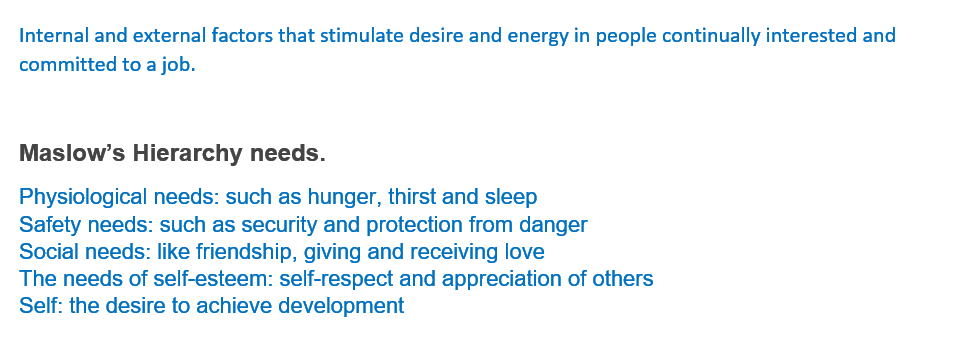 Internal and external factors that stimulate desire and energy in people continually interested and
committed to a job.
Maslow’s Hierarchy needs.
Physiological needs: such as hunger, thirst and sleep
Safety needs: such as security and protection from danger
Social needs: like friendship, giving and receiving love
The needs of self-esteem: self-respect and appreciation of others
Self: the desire to achieve development